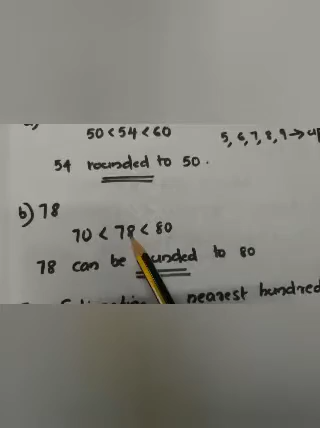 50 < 54 < 60
5, 6, 7, 8, 9 →
54 rounded to 50.
b) 78
70 < 78 < 80
78 can be to 80
nearest hundred